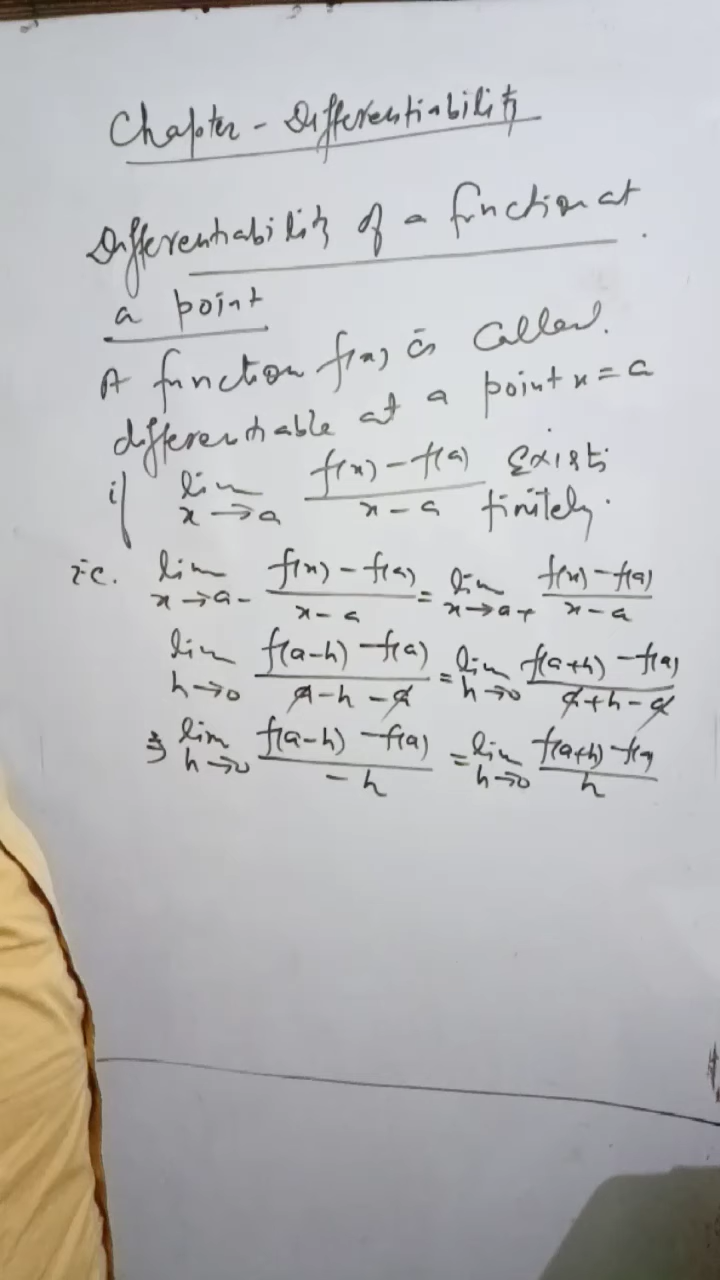 Chapter - Differentiability
Differentiability of a function at
a point
A function f(x) is called
differentiable at a point x = a
if lim x→a f(x) - f(a) / x - a exists
finitely.
i.e. lim x→a- f(x) - f(a) / x - a = lim x→a+ f(x) - f(a) / x - a
lim h→0 f(a-h) - f(a) / a - h - a = lim h→0 f(a+h) - f(a) / a + h - a
⇒ lim h→0 f(a-h) - f(a) / -h = lim h→0 f(a+h) - f(a) / h